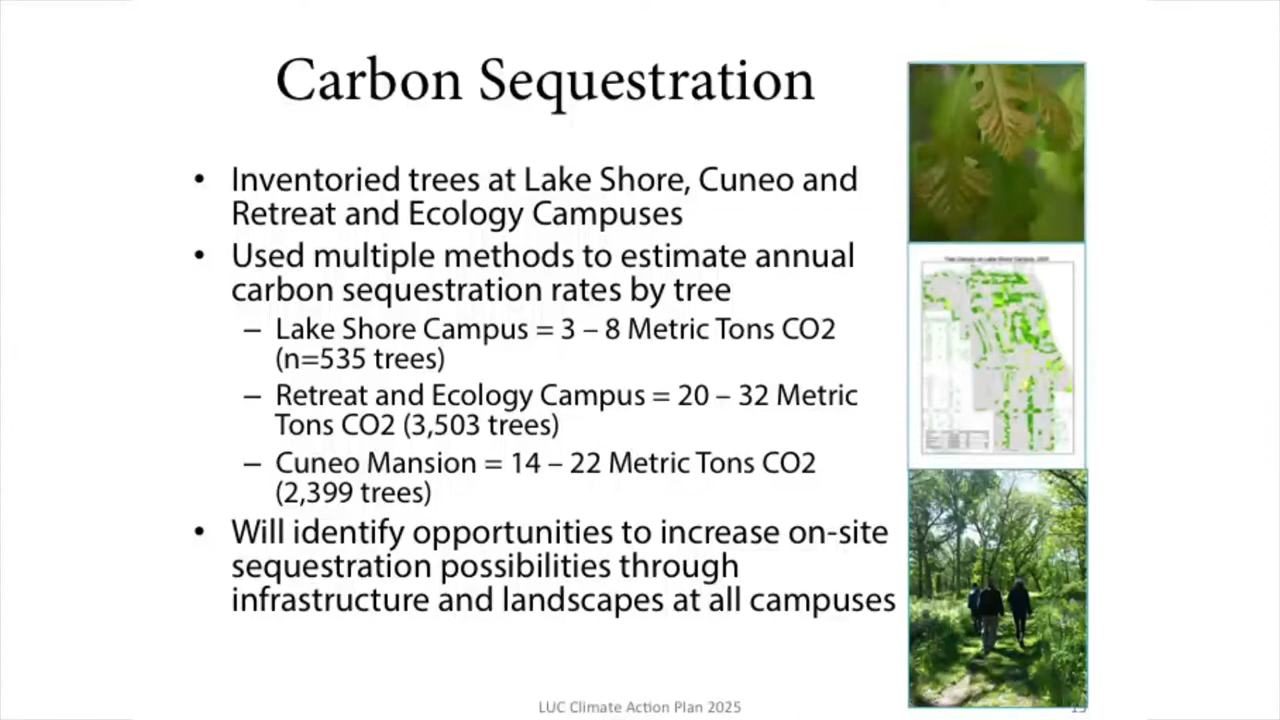 Carbon Sequestration
• Inventoried trees at Lake Shore, Cuneo and
Retreat and Ecology Campuses
• Used multiple methods to estimate annual
carbon sequestration rates by tree
– Lake Shore Campus = 3 – 8 Metric Tons CO2
(n=535 trees)
– Retreat and Ecology Campus = 20 – 32 Metric
Tons CO2 (3,503 trees)
– Cuneo Mansion = 14 – 22 Metric Tons CO2
(2,399 trees)
• Will identify opportunities to increase on-site
sequestration possibilities through
infrastructure and landscapes at all campuses
LUC Climate Action Plan 2025